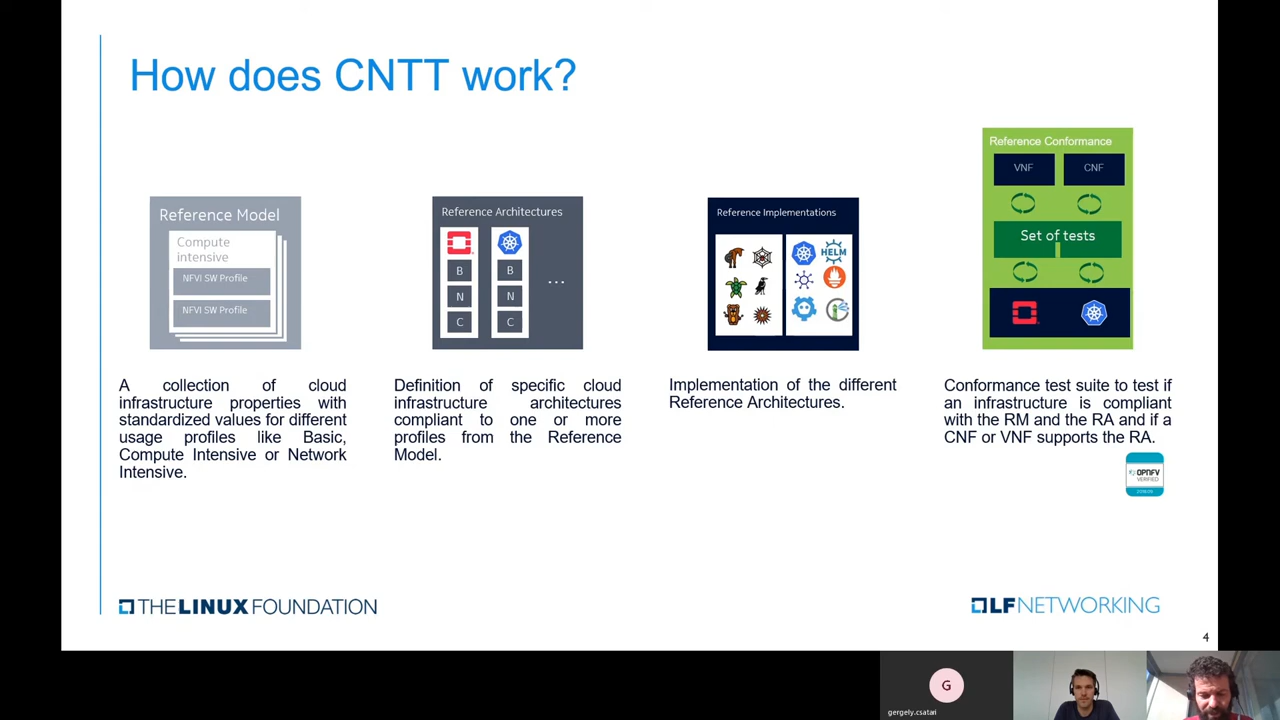 How does CNTT work?
Reference Model
Compute
intensive
NFVI SW Profile
NFVI SW Profile
A collection of cloud
infrastructure properties with
standardized values for different
usage profiles like Basic,
Compute Intensive or Network
Intensive.
Reference Architectures
B
N
C
B
N
C
...
Definition of specific cloud
infrastructure architectures
compliant to one or more
profiles from the Reference
Model.
Reference Implementations
HELM
Implementation of the different
Reference Architectures.
Reference Conformance
VNF
CNF
Set of tests
Conformance test suite to test if
an infrastructure is compliant
with the RM and the RA and if a
CNF or VNF supports the RA.
OPNFV
VERIFIED
THE LINUX FOUNDATION
LF NETWORKING
4
G
gergely.csatari